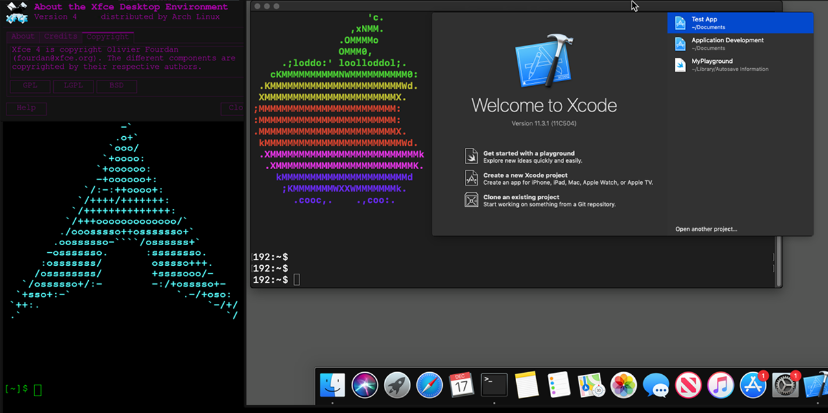 About the Xfce Desktop Environment
Version 4 distributed by Arch Linux
About Credits Copyright
Xfce 4 is copyright Olivier Fourdan
(fourdan@xfce.org). The different components are
copyrighted by their respective authors.
GPL LGPL BSD
Help Clo
-`
.o+`
`ooo/
`+oooo:
`+oooooo:
-+oooooo+:
`/:-:++oooo+:
`/++++/+++++++:
`/++++++++++++++:
`/+++ooooooooooooo/`
./ooosssso++osssssso+`
.oossssso-````/ossssss+`
-osssssso. :ssssssso.
:osssssss/ osssso+++.
/ossssssss/ +ssssooo/-
`/ossssso+/:- -:/+osssso+-
`+sso+:-` `.-/+oso:
`++:. `-/+/
.` `/
[~]$
'c.
,xNMM.
.OMMMMo
OMMM0,
.;loddo:' loolloddol;.
cKMMMMMMMMMMNWMMMMMMMMMM0:
.KMMMMMMMMMMMMMMMMMMMMMMMWd.
XMMMMMMMMMMMMMMMMMMMMMMMX.
;MMMMMMMMMMMMMMMMMMMMMMMM:
:MMMMMMMMMMMMMMMMMMMMMMMM:
.MMMMMMMMMMMMMMMMMMMMMMMMX.
kMMMMMMMMMMMMMMMMMMMMMMMMWd.
.XMMMMMMMMMMMMMMMMMMMMMMMMMMk
.XMMMMMMMMMMMMMMMMMMMMMMMMK.
kMMMMMMMMMMMMMMMMMMMMMMd
;KMMMMMMMWXXWMMMMMMMk.
.cooc,. .,coo:.
192:~$
192:~$
192:~$
Welcome to Xcode
Version 11.3.1 (11C504)
Get started with a playground
Explore new ideas quickly and easily.
Create a new Xcode project
Create an app for iPhone, iPad, Mac, Apple Watch, or Apple TV.
Clone an existing project
Start working on something from a Git repository.
Test App
~/Documents
Application Development
~/Documents
MyPlayground
~/Library/Autosave Information
Open another project...
17
>_
1
1